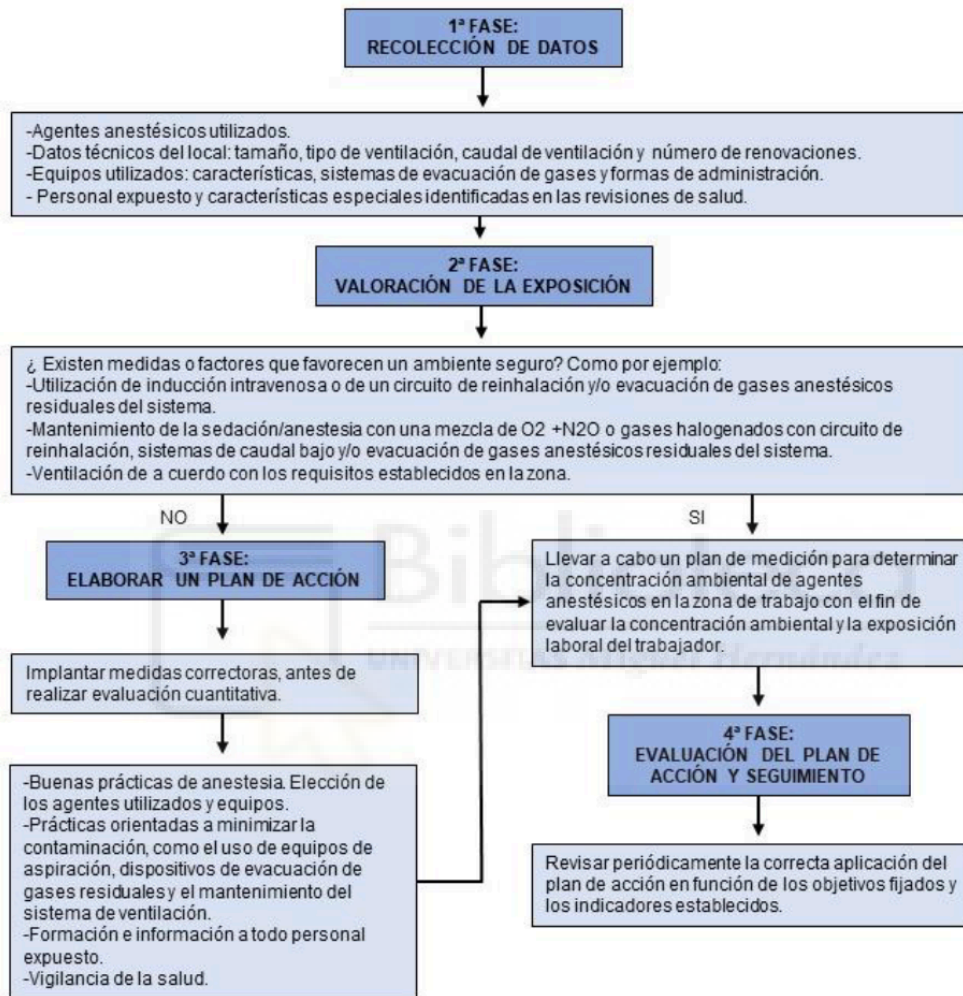 1ª FASE:
RECOLECCIÓN DE DATOS
-Agentes anestésicos utilizados.
-Datos técnicos del local: tamaño, tipo de ventilación, caudal de ventilación y número de renovaciones.
-Equipos utilizados: características, sistemas de evacuación de gases y formas de administración.
- Personal expuesto y características especiales identificadas en las revisiones de salud.
2ª FASE:
VALORACIÓN DE LA EXPOSICIÓN
¿ Existen medidas o factores que favorecen un ambiente seguro? Como por ejemplo:
-Utilización de inducción intravenosa o de un circuito de reinhalación y/o evacuación de gases anestésicos
residuales del sistema.
-Mantenimiento de la sedación/anestesia con una mezcla de O2 +N2O o gases halogenados con circuito de
reinhalación, sistemas de caudal bajo y/o evacuación de gases anestésicos residuales del sistema.
-Ventilación de a cuerdo con los requisitos establecidos en la zona.
NO
3ª FASE:
ELABORAR UN PLAN DE ACCIÓN
Implantar medidas correctoras, antes de
realizar evaluación cuantitativa.
-Buenas prácticas de anestesia. Elección de
los agentes utilizados y equipos.
-Prácticas orientadas a minimizar la
contaminación, como el uso de equipos de
aspiración, dispositivos de evacuación de
gases residuales y el mantenimiento del
sistema de ventilación.
-Formación e información a todo personal
expuesto.
-Vigilancia de la salud.
SI
Llevar a cabo un plan de medición para determinar
la concentración ambiental de agentes
anestésicos en la zona de trabajo con el fin de
evaluar la concentración ambiental y la exposición
laboral del trabajador.
4ª FASE:
EVALUACIÓN DEL PLAN DE
ACCIÓN Y SEGUIMIENTO
Revisar periódicamente la correcta aplicación del
plan de acción en función de los objetivos fijados y
los indicadores establecidos.
Biblioteca
UNIVERSITAS Miguel Hernández